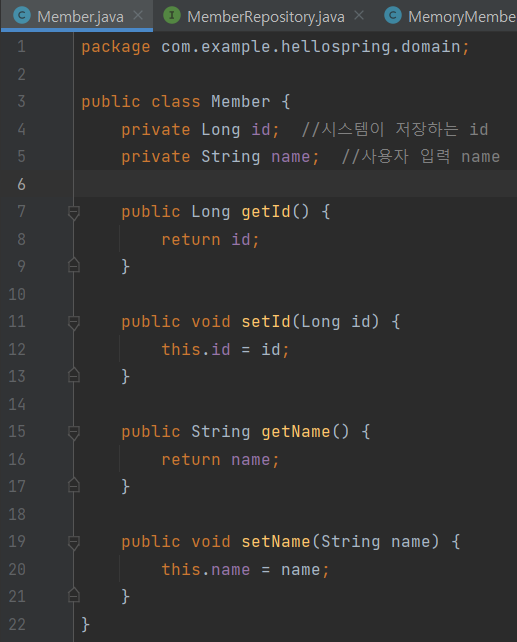 Member.java MemberRepository.java MemoryMembe
1 package com.example.hellospring.domain;
2
3 public class Member {
4 private Long id; //시스템이 저장하는 id
5 private String name; //사용자 입력 name
6
7 public Long getId() {
8 return id;
9 }
10
11 public void setId(Long id) {
12 this.id = id;
13 }
14
15 public String getName() {
16 return name;
17 }
18
19 public void setName(String name) {
20 this.name = name;
21 }
22 }